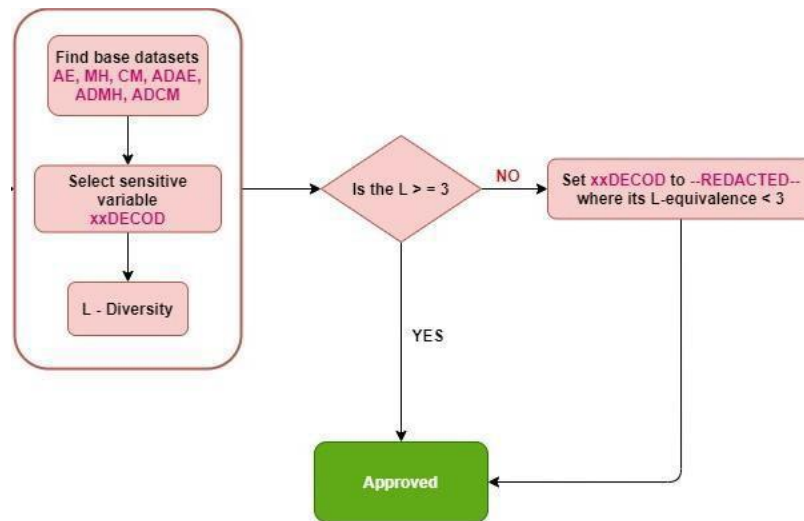 Find base datasets
AE, MH, CM, ADAE,
ADMH, ADCM
Select sensitive
variable
xxDECOD
L - Diversity
Is the L > = 3
NO
Set xxDECOD to --REDACTED--
where its L-equivalence < 3
YES
Approved